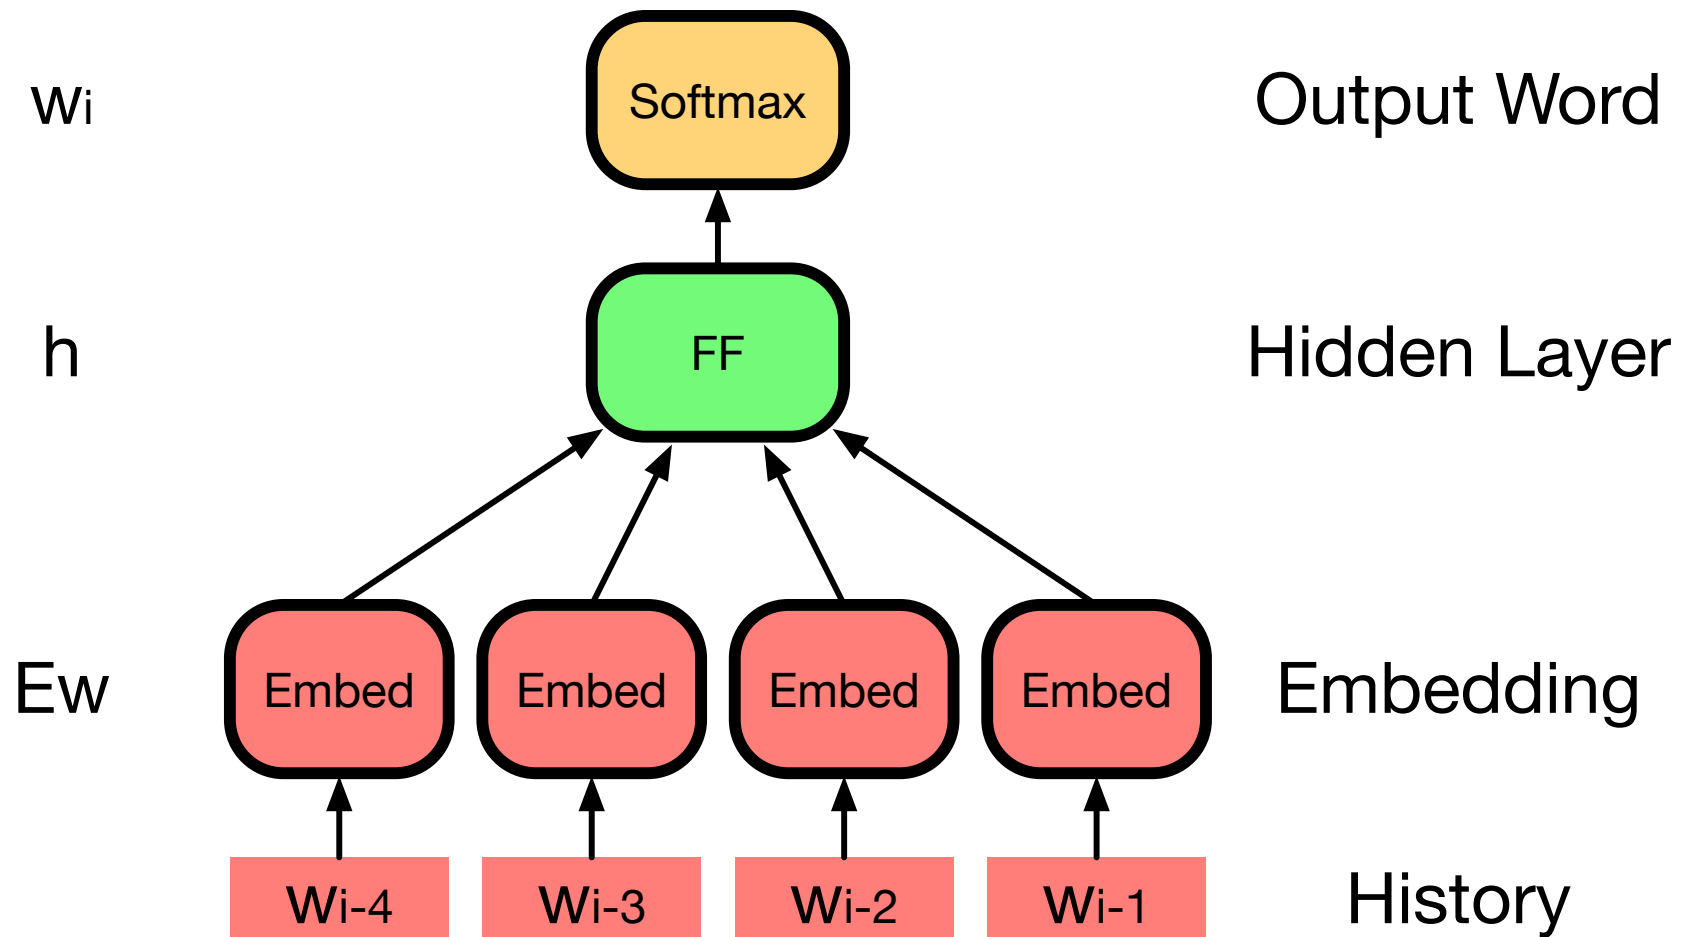 wi Softmax Output Word
h FF Hidden Layer
Ew Embed Embed Embed Embed Embedding
wi-4 wi-3 wi-2 wi-1 History